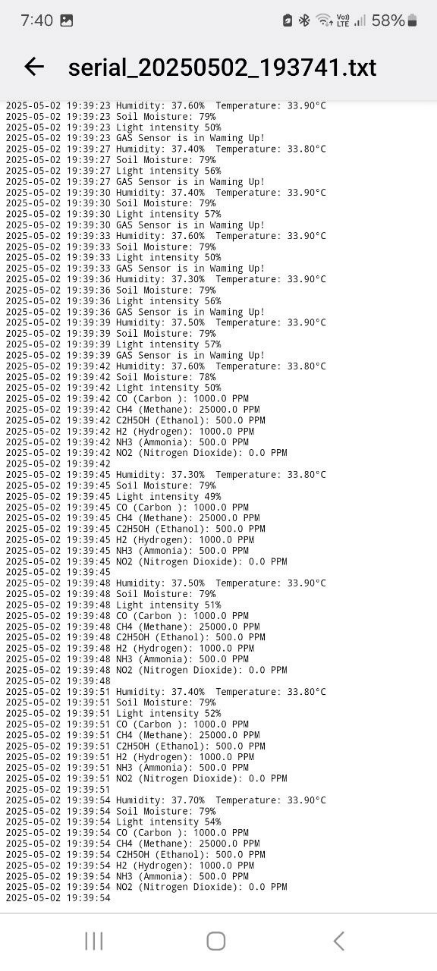 7:40
Vo))
LTE
58%
serial_20250502_193741.txt
2025-05-02 19:39:23 Humidity: 37.60%  Temperature: 33.90°C
2025-05-02 19:39:23 Soil Moisture: 79%
2025-05-02 19:39:23 Light intensity 50%
2025-05-02 19:39:23 GAS Sensor is in Waming Up!
2025-05-02 19:39:27 Humidity: 37.40%  Temperature: 33.80°C
2025-05-02 19:39:27 Soil Moisture: 79%
2025-05-02 19:39:27 Light intensity 56%
2025-05-02 19:39:27 GAS Sensor is in Waming Up!
2025-05-02 19:39:30 Humidity: 37.40%  Temperature: 33.90°C
2025-05-02 19:39:30 Soil Moisture: 79%
2025-05-02 19:39:30 Light intensity 57%
2025-05-02 19:39:30 GAS Sensor is in Waming Up!
2025-05-02 19:39:33 Humidity: 37.60%  Temperature: 33.90°C
2025-05-02 19:39:33 Soil Moisture: 79%
2025-05-02 19:39:33 Light intensity 50%
2025-05-02 19:39:33 GAS Sensor is in Waming Up!
2025-05-02 19:39:36 Humidity: 37.30%  Temperature: 33.90°C
2025-05-02 19:39:36 Soil Moisture: 79%
2025-05-02 19:39:36 Light intensity 56%
2025-05-02 19:39:36 GAS Sensor is in Waming Up!
2025-05-02 19:39:39 Humidity: 37.50%  Temperature: 33.90°C
2025-05-02 19:39:39 Soil Moisture: 79%
2025-05-02 19:39:39 Light intensity 57%
2025-05-02 19:39:39 GAS Sensor is in Waming Up!
2025-05-02 19:39:42 Humidity: 37.60%  Temperature: 33.80°C
2025-05-02 19:39:42 Soil Moisture: 78%
2025-05-02 19:39:42 Light intensity 50%
2025-05-02 19:39:42 CO (Carbon ): 1000.0 PPM
2025-05-02 19:39:42 CH4 (Methane): 25000.0 PPM
2025-05-02 19:39:42 C2H5OH (Ethanol): 500.0 PPM
2025-05-02 19:39:42 H2 (Hydrogen): 1000.0 PPM
2025-05-02 19:39:42 NH3 (Ammonia): 500.0 PPM
2025-05-02 19:39:42 NO2 (Nitrogen Dioxide): 0.0 PPM
2025-05-02 19:39:42
2025-05-02 19:39:45 Humidity: 37.30%  Temperature: 33.80°C
2025-05-02 19:39:45 Soil Moisture: 79%
2025-05-02 19:39:45 Light intensity 49%
2025-05-02 19:39:45 CO (Carbon ): 1000.0 PPM
2025-05-02 19:39:45 CH4 (Methane): 25000.0 PPM
2025-05-02 19:39:45 C2H5OH (Ethanol): 500.0 PPM
2025-05-02 19:39:45 H2 (Hydrogen): 1000.0 PPM
2025-05-02 19:39:45 NH3 (Ammonia): 500.0 PPM
2025-05-02 19:39:45 NO2 (Nitrogen Dioxide): 0.0 PPM
2025-05-02 19:39:45
2025-05-02 19:39:48 Humidity: 37.50%  Temperature: 33.90°C
2025-05-02 19:39:48 Soil Moisture: 79%
2025-05-02 19:39:48 Light intensity 51%
2025-05-02 19:39:48 CO (Carbon ): 1000.0 PPM
2025-05-02 19:39:48 CH4 (Methane): 25000.0 PPM
2025-05-02 19:39:48 C2H5OH (Ethanol): 500.0 PPM
2025-05-02 19:39:48 H2 (Hydrogen): 1000.0 PPM
2025-05-02 19:39:48 NH3 (Ammonia): 500.0 PPM
2025-05-02 19:39:48 NO2 (Nitrogen Dioxide): 0.0 PPM
2025-05-02 19:39:48
2025-05-02 19:39:51 Humidity: 37.40%  Temperature: 33.80°C
2025-05-02 19:39:51 Soil Moisture: 79%
2025-05-02 19:39:51 Light intensity 52%
2025-05-02 19:39:51 CO (Carbon ): 1000.0 PPM
2025-05-02 19:39:51 CH4 (Methane): 25000.0 PPM
2025-05-02 19:39:51 C2H5OH (Ethanol): 500.0 PPM
2025-05-02 19:39:51 H2 (Hydrogen): 1000.0 PPM
2025-05-02 19:39:51 NH3 (Ammonia): 500.0 PPM
2025-05-02 19:39:51 NO2 (Nitrogen Dioxide): 0.0 PPM
2025-05-02 19:39:51
2025-05-02 19:39:54 Humidity: 37.70%  Temperature: 33.90°C
2025-05-02 19:39:54 Soil Moisture: 79%
2025-05-02 19:39:54 Light intensity 54%
2025-05-02 19:39:54 CO (Carbon ): 1000.0 PPM
2025-05-02 19:39:54 CH4 (Methane): 25000.0 PPM
2025-05-02 19:39:54 C2H5OH (Ethanol): 500.0 PPM
2025-05-02 19:39:54 H2 (Hydrogen): 1000.0 PPM
2025-05-02 19:39:54 NH3 (Ammonia): 500.0 PPM
2025-05-02 19:39:54 NO2 (Nitrogen Dioxide): 0.0 PPM
2025-05-02 19:39:54